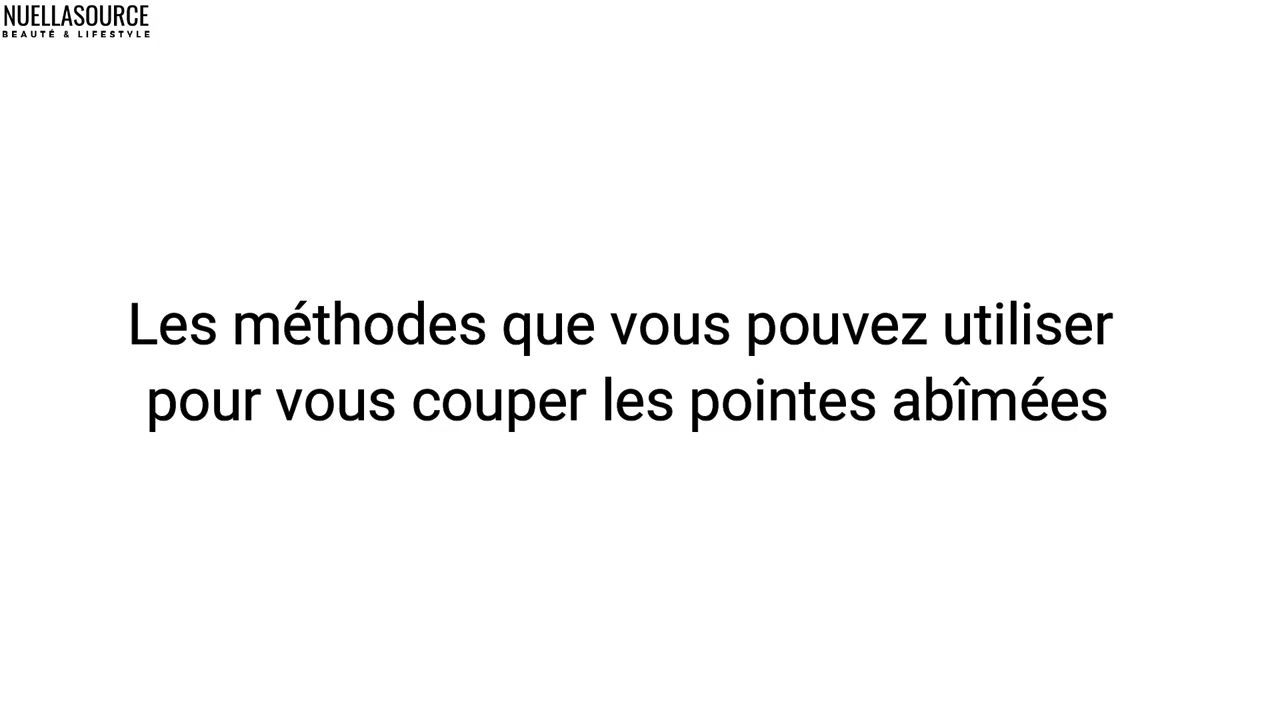 NUELLASOURCE
BEAUTÉ & LIFESTYLE
Les méthodes que vous pouvez utiliser
pour vous couper les pointes abîmées